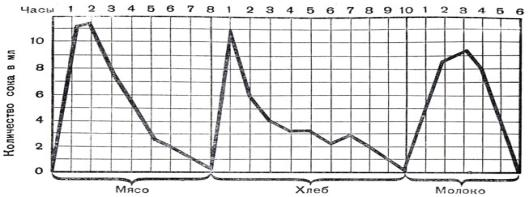 Часы 1 2 3 4 5 6 7 8 1 2 3 4 5 6 7 8 9 10 1 2 3 4 5 6
Количество сока в мл
10
8
6
4
2
0
Мясо Хлеб Молоко